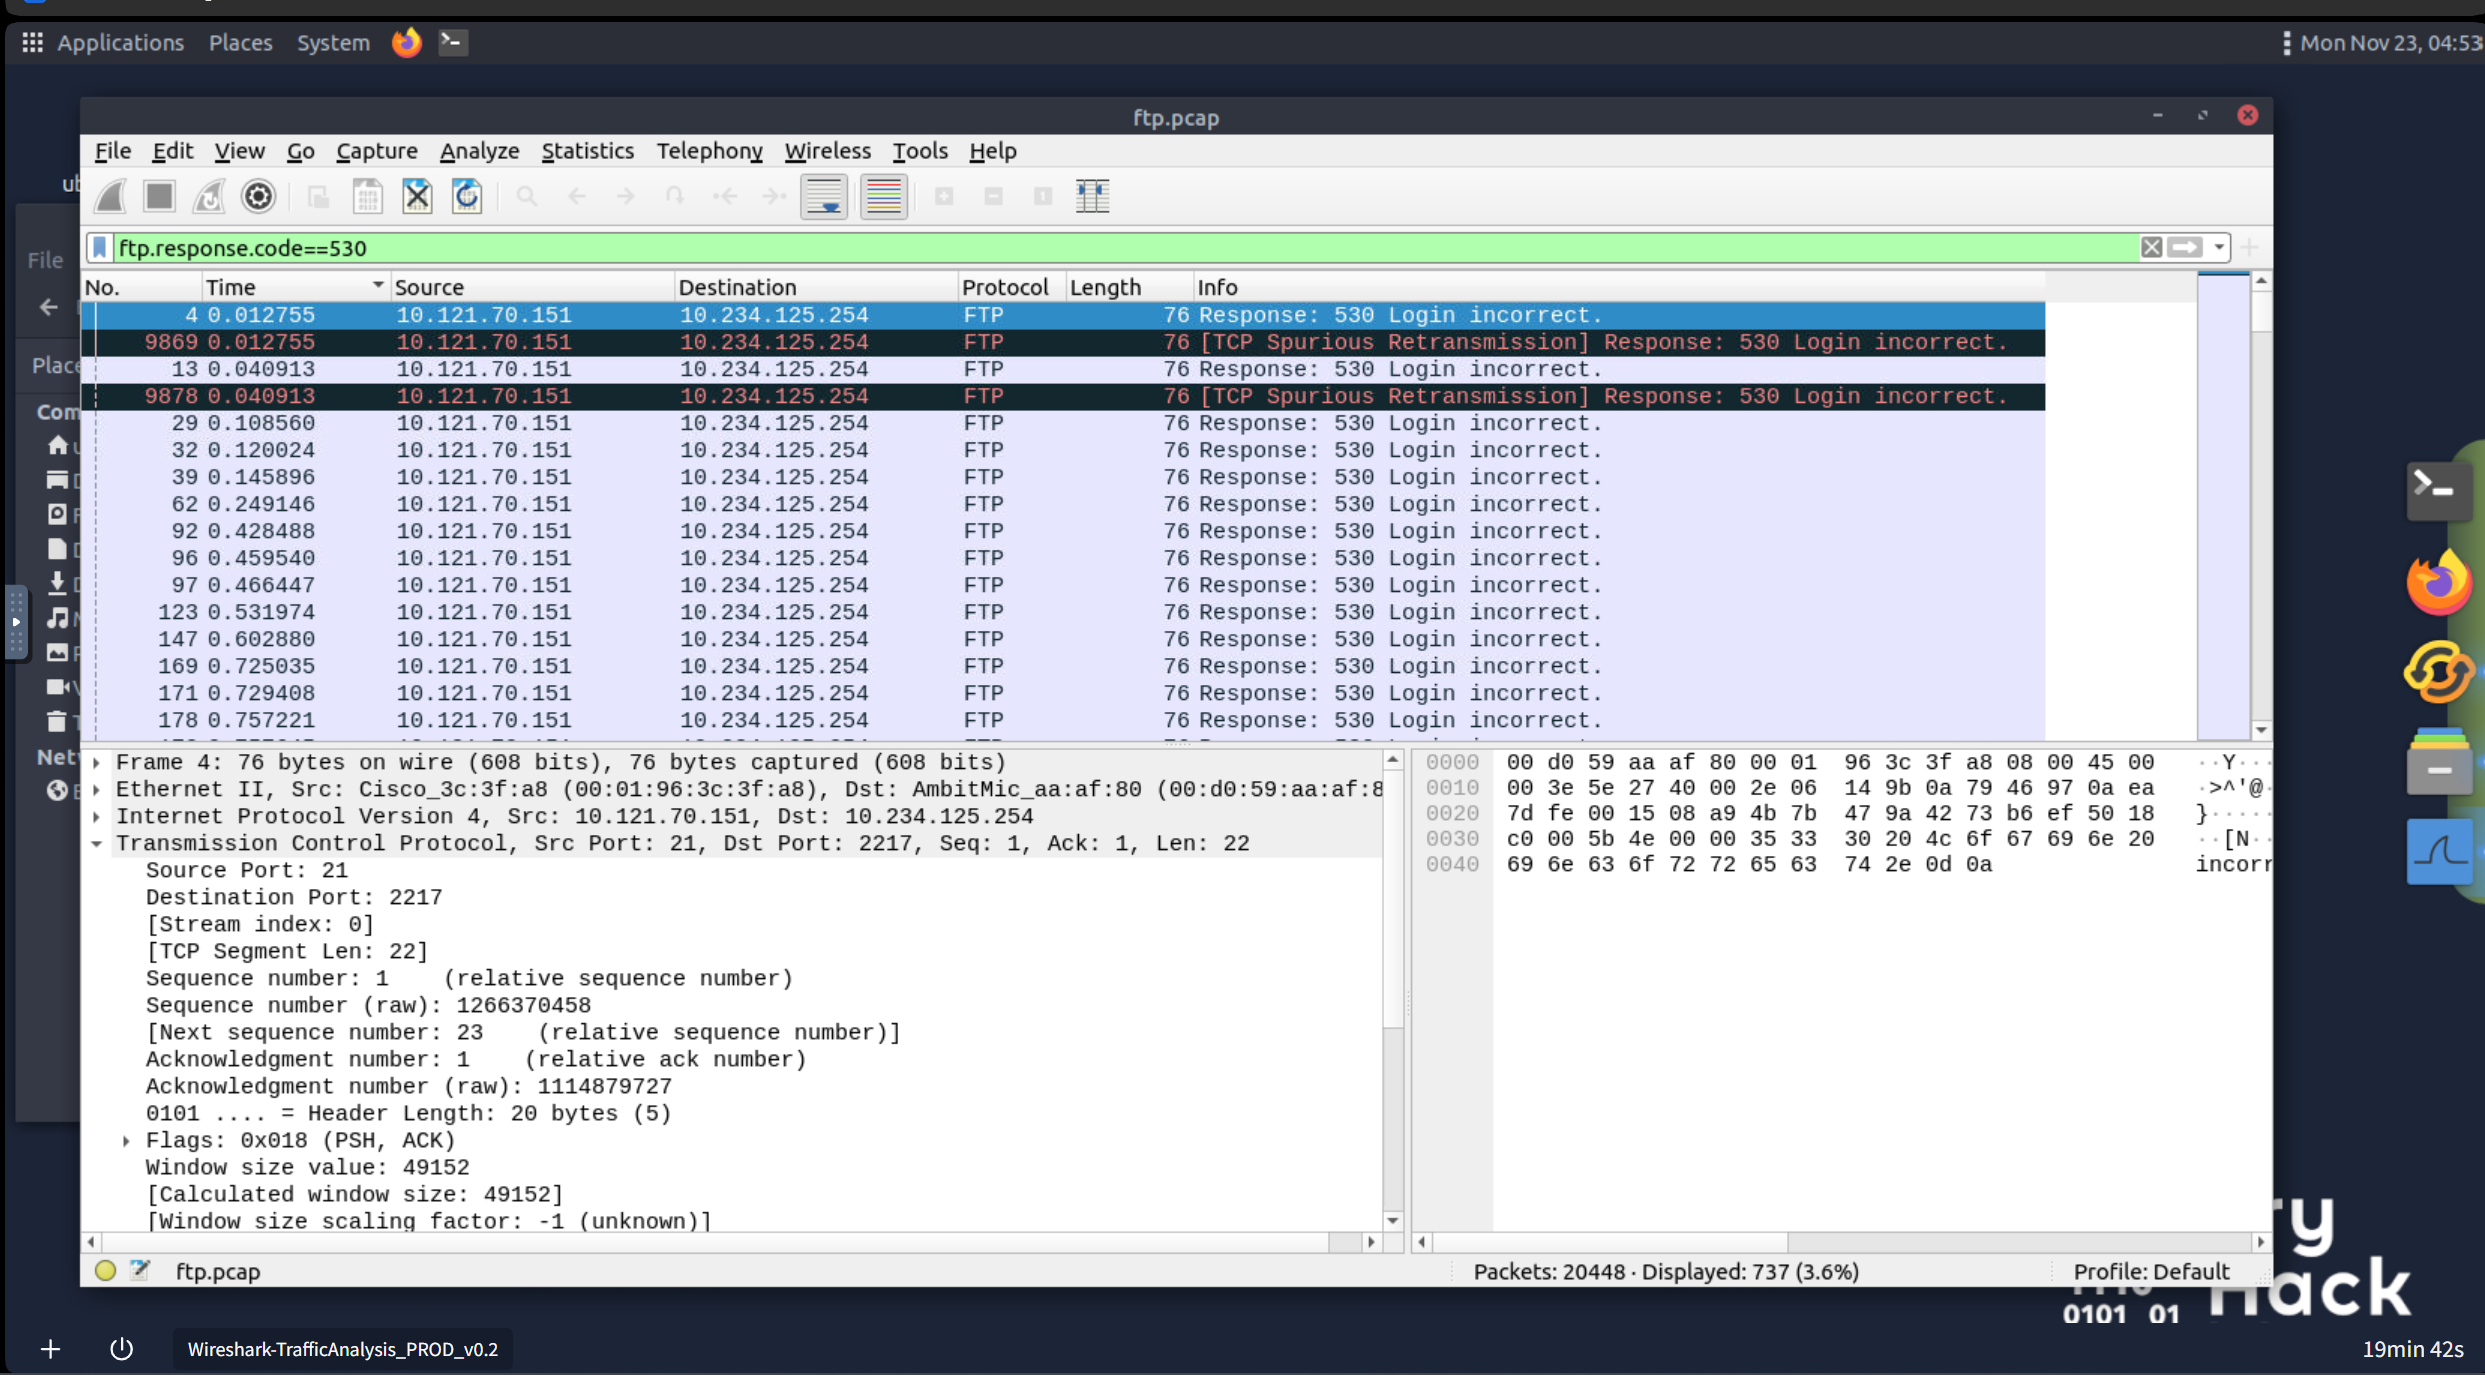 Applications Places System Mon Nov 23, 04:53
ftp.pcap
File Edit View Go Capture Analyze Statistics Telephony Wireless Tools Help
ftp.response.code==530
File
No. Time Source Destination Protocol Length Info
4 0.012755 10.121.70.151 10.234.125.254 FTP 76 Response: 530 Login incorrect.
9869 0.012755 10.121.70.151 10.234.125.254 FTP 76 [TCP Spurious Retransmission] Response: 530 Login incorrect.
13 0.040913 10.121.70.151 10.234.125.254 FTP 76 Response: 530 Login incorrect.
9878 0.040913 10.121.70.151 10.234.125.254 FTP 76 [TCP Spurious Retransmission] Response: 530 Login incorrect.
29 0.108560 10.121.70.151 10.234.125.254 FTP 76 Response: 530 Login incorrect.
32 0.120024 10.121.70.151 10.234.125.254 FTP 76 Response: 530 Login incorrect.
39 0.145896 10.121.70.151 10.234.125.254 FTP 76 Response: 530 Login incorrect.
62 0.249146 10.121.70.151 10.234.125.254 FTP 76 Response: 530 Login incorrect.
92 0.428488 10.121.70.151 10.234.125.254 FTP 76 Response: 530 Login incorrect.
96 0.459540 10.121.70.151 10.234.125.254 FTP 76 Response: 530 Login incorrect.
97 0.466447 10.121.70.151 10.234.125.254 FTP 76 Response: 530 Login incorrect.
123 0.531974 10.121.70.151 10.234.125.254 FTP 76 Response: 530 Login incorrect.
147 0.602880 10.121.70.151 10.234.125.254 FTP 76 Response: 530 Login incorrect.
169 0.725035 10.121.70.151 10.234.125.254 FTP 76 Response: 530 Login incorrect.
171 0.729408 10.121.70.151 10.234.125.254 FTP 76 Response: 530 Login incorrect.
178 0.757221 10.121.70.151 10.234.125.254 FTP 76 Response: 530 Login incorrect.
Frame 4: 76 bytes on wire (608 bits), 76 bytes captured (608 bits)
Ethernet II, Src: Cisco_3c:3f:a8 (00:01:96:3c:3f:a8), Dst: AmbitMic_aa:af:80 (00:d0:59:aa:af:8
Internet Protocol Version 4, Src: 10.121.70.151, Dst: 10.234.125.254
Transmission Control Protocol, Src Port: 21, Dst Port: 2217, Seq: 1, Ack: 1, Len: 22
Source Port: 21
Destination Port: 2217
[Stream index: 0]
[TCP Segment Len: 22]
Sequence number: 1 (relative sequence number)
Sequence number (raw): 1266370458
[Next sequence number: 23 (relative sequence number)]
Acknowledgment number: 1 (relative ack number)
Acknowledgment number (raw): 1114879727
0101 .... = Header Length: 20 bytes (5)
Flags: 0x018 (PSH, ACK)
Window size value: 49152
[Calculated window size: 49152]
[Window size scaling factor: -1 (unknown)]
0000 00 d0 59 aa af 80 00 01 96 3c 3f a8 08 00 45 00 ··Y···
0010 00 3e 5e 27 40 00 2e 06 14 9b 0a 79 46 97 0a ea ·>^'@·
0020 7d fe 00 15 08 a9 4b 7b 47 9a 42 73 b6 ef 50 18 }·····
0030 c0 00 5b 4e 00 00 35 33 30 20 4c 6f 67 69 6e 20 ··[N··
0040 69 6e 63 6f 72 72 65 63 74 2e 0d 0a incorr
ftp.pcap Packets: 20448 · Displayed: 737 (3.6%) Profile: Default
ry
Hack
0101 01
Wireshark-TrafficAnalysis_PROD_v0.2 19min 42s